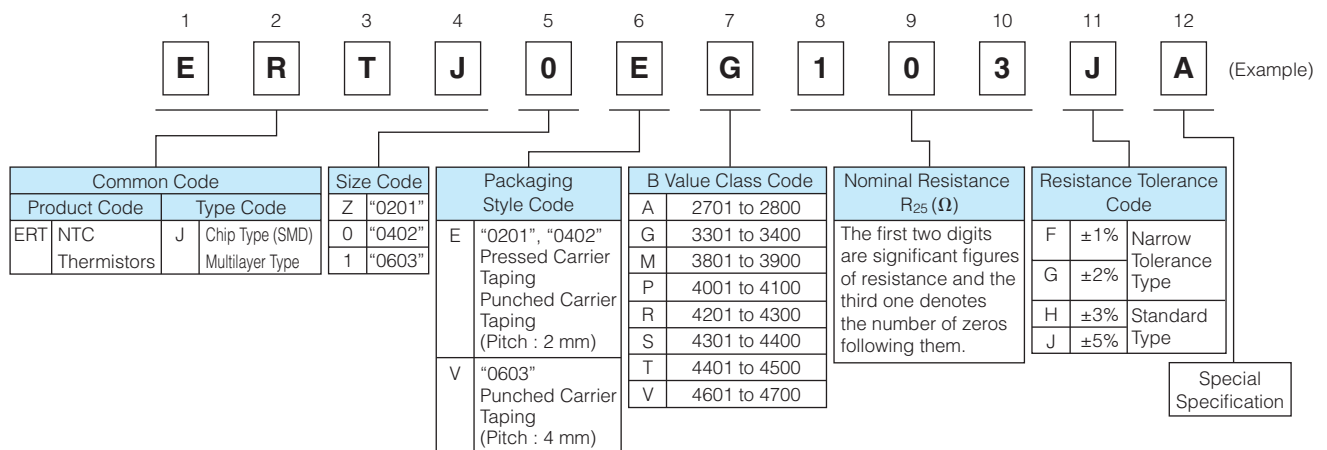 1 2 3 4 5 6 7 8 9 10 11 12
E R T J 0 E G 1 0 3 J A (Example)
Common Code
Product Code Type Code
ERT NTC Thermistors
J Chip Type (SMD)
Multilayer Type
Size Code
Z "0201"
0 "0402"
1 "0603"
Packaging
Style Code
E "0201", "0402"
Pressed Carrier
Taping
Punched Carrier
Taping
(Pitch : 2 mm)
V "0603"
Punched Carrier
Taping
(Pitch : 4 mm)
B Value Class Code
A 2701 to 2800
G 3301 to 3400
M 3801 to 3900
P 4001 to 4100
R 4201 to 4300
S 4301 to 4400
T 4401 to 4500
V 4601 to 4700
Nominal Resistance
R25 (Ω)
The first two digits
are significant figures
of resistance and the
third one denotes
the number of zeros
following them.
Resistance Tolerance
Code
F ±1%
G ±2%
Narrow
Tolerance
Type
H ±3%
J ±5%
Standard
Type
Special
Specification